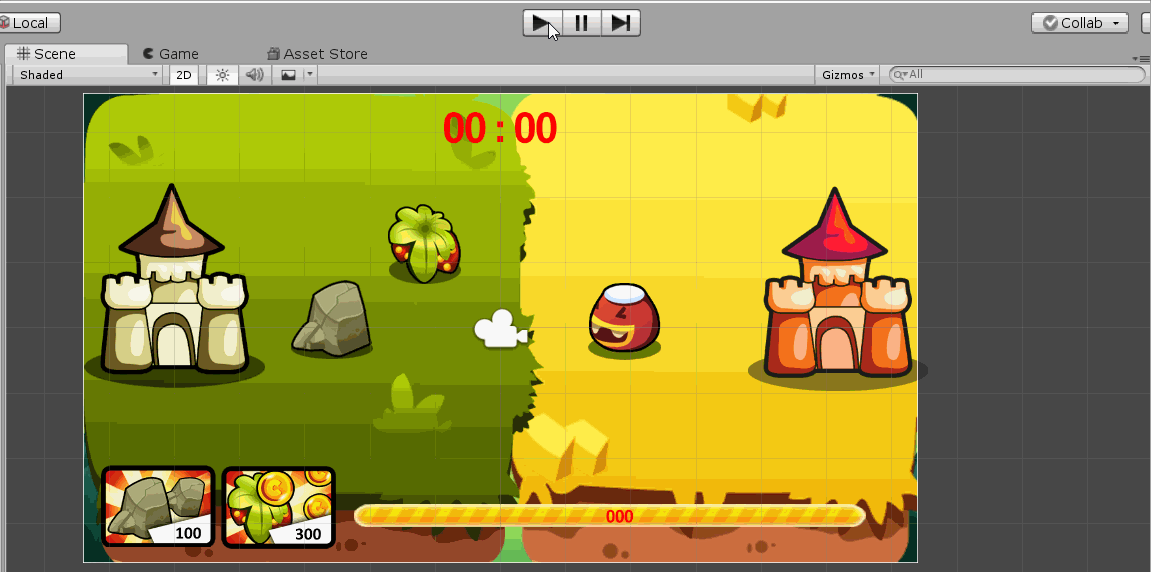 Local
Collab
Scene Game Asset Store
Shaded 2D Gizmos All
00 : 00
100 300
000